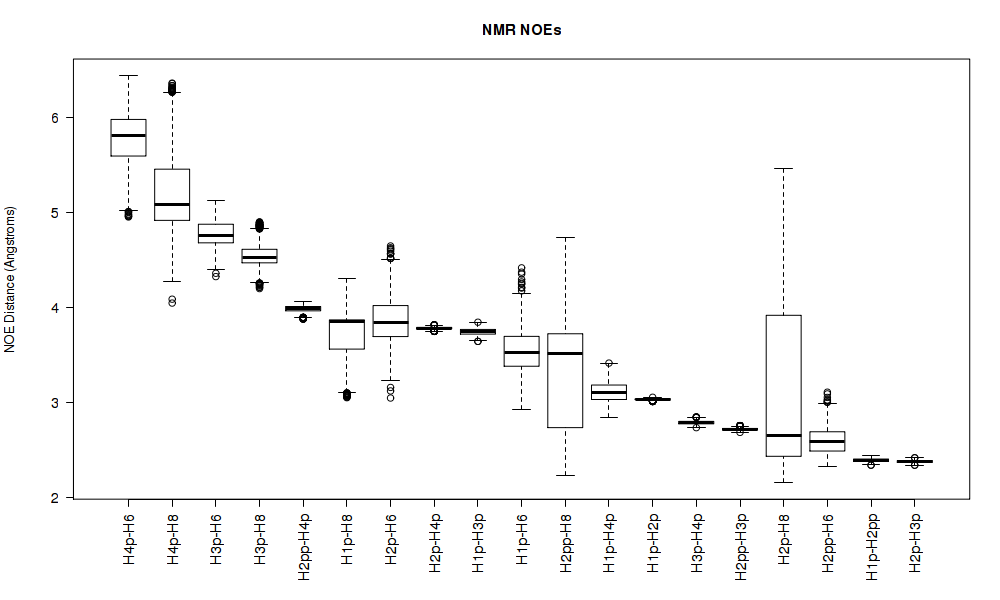 NMR NOEs
NOE Distance (Angstroms)
6
5
4
3
2
H4p-H6
H4p-H8
H3p-H6
H3p-H8
H2pp-H4p
H1p-H8
H2p-H6
H2p-H4p
H1p-H3p
H1p-H6
H2pp-H8
H1p-H4p
H1p-H2p
H3p-H4p
H2pp-H3p
H2p-H8
H2pp-H6
H1p-H2pp
H2p-H3p